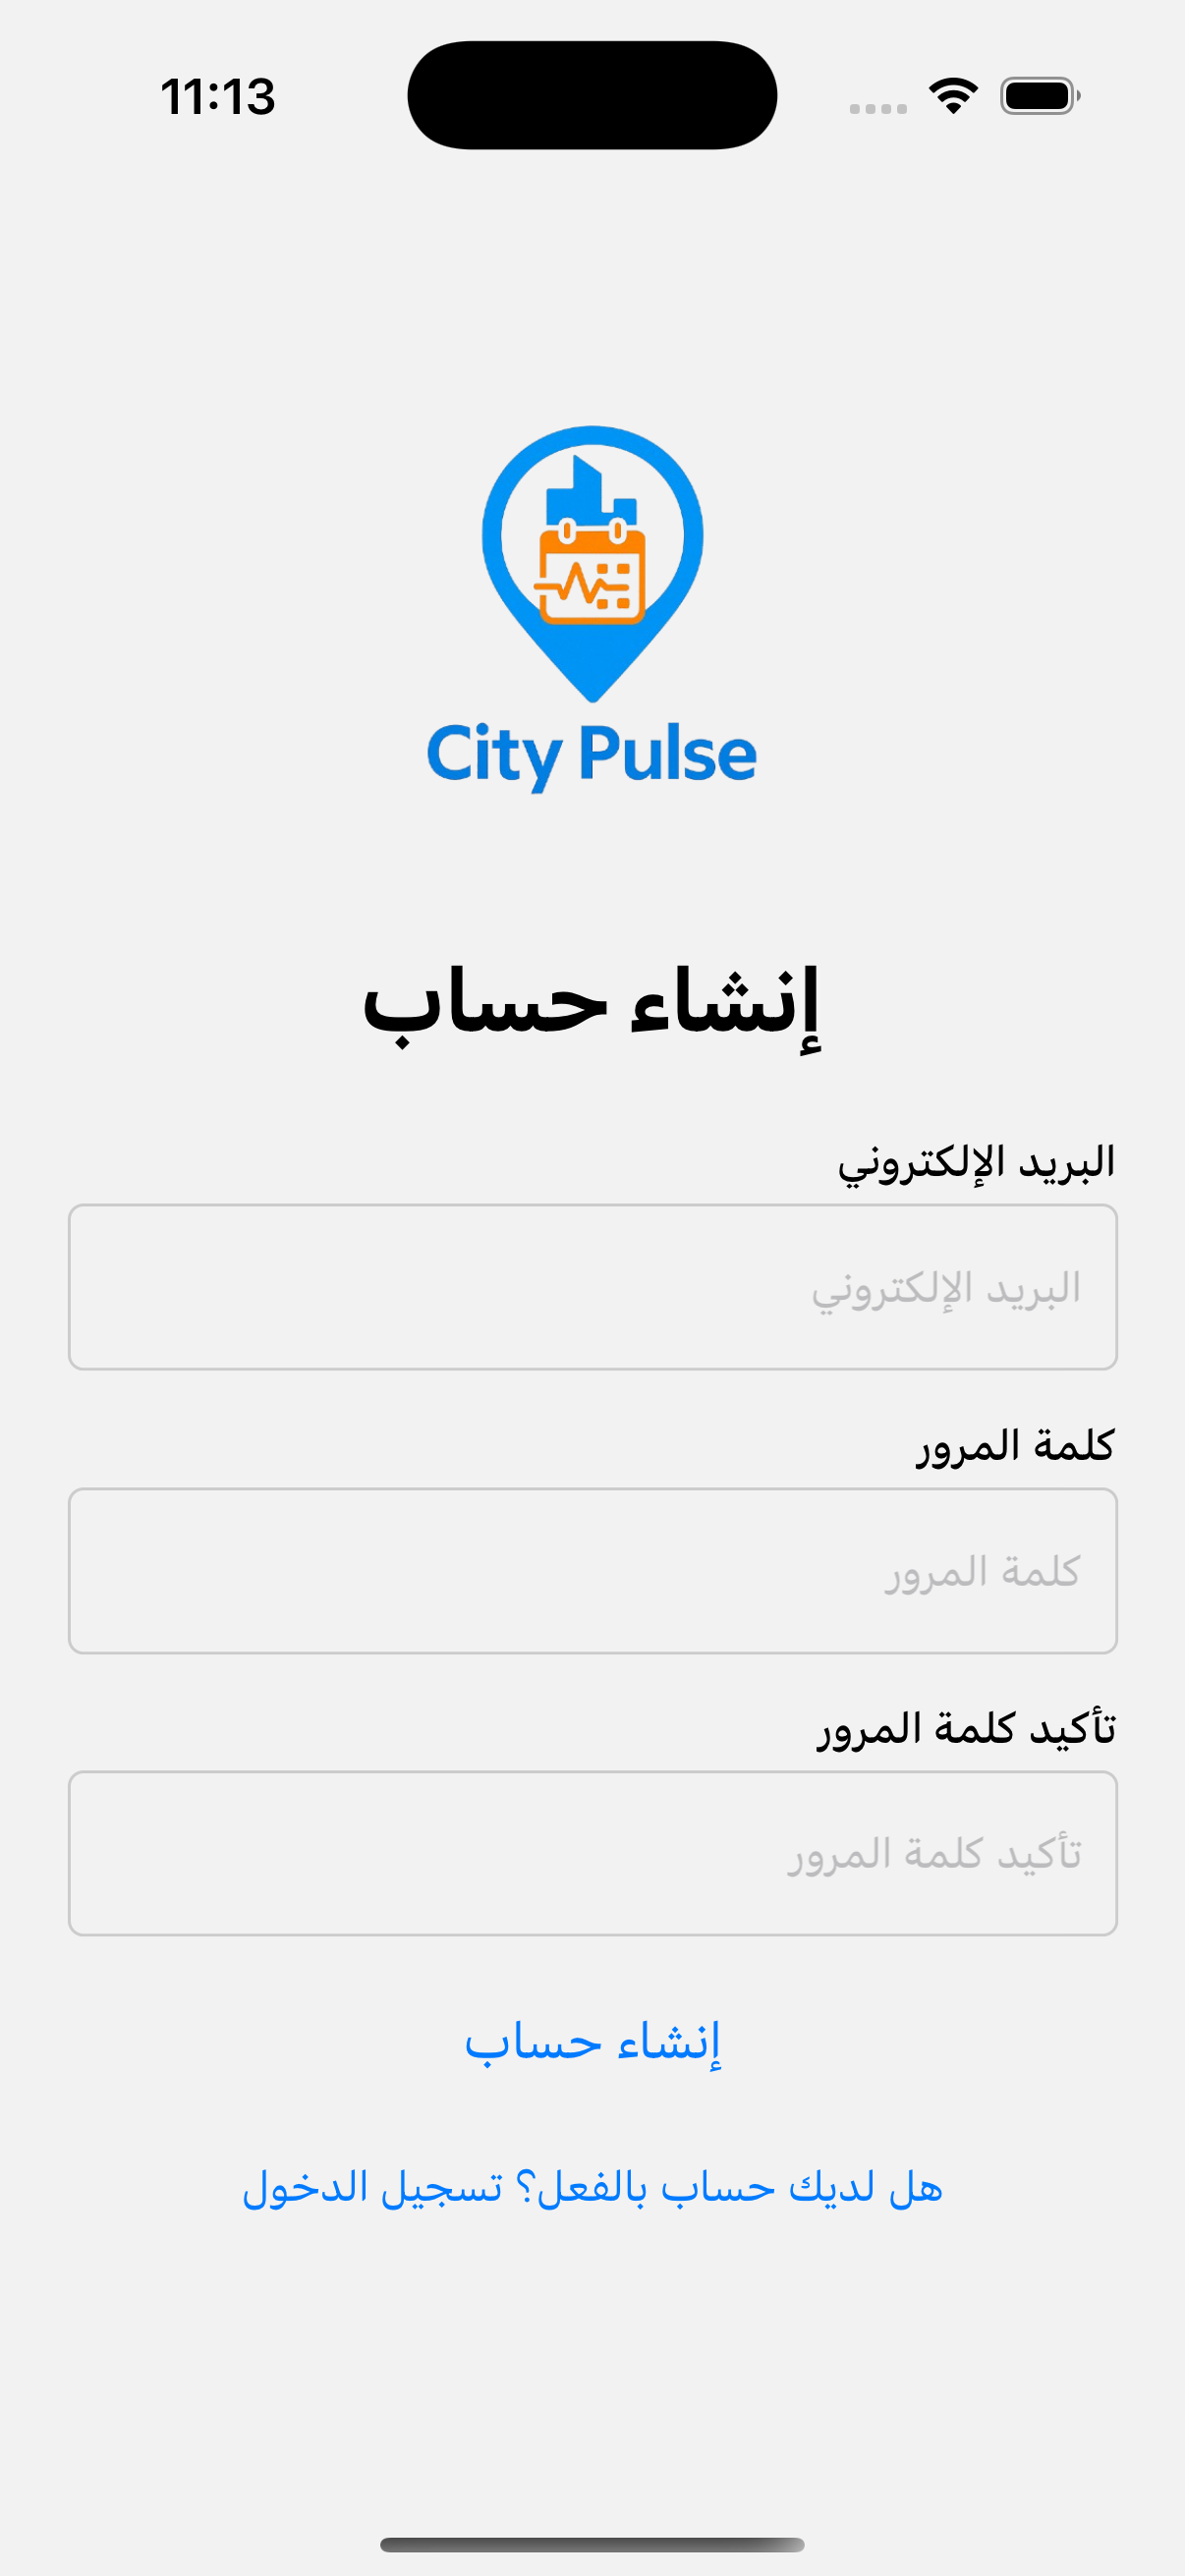 11:13
City Pulse
إنشاء حساب
البريد الإلكتروني
البريد الإلكتروني
كلمة المرور
كلمة المرور
تأكيد كلمة المرور
تأكيد كلمة المرور
إنشاء حساب
هل لديك حساب بالفعل؟ تسجيل الدخول